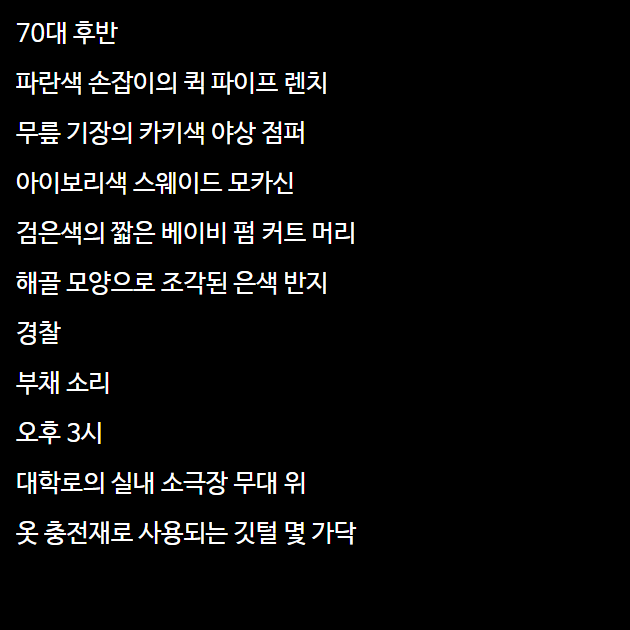 70대 후반
파란색 손잡이의 퀵 파이프 렌치
무릎 기장의 카키색 야상 점퍼
아이보리색 스웨이드 모카신
검은색의 짧은 베이비 펌 커트 머리
해골 모양으로 조각된 은색 반지
경찰
부채 소리
오후 3시
대학로의 실내 소극장 무대 위
옷 충전재로 사용되는 깃털 몇 가닥